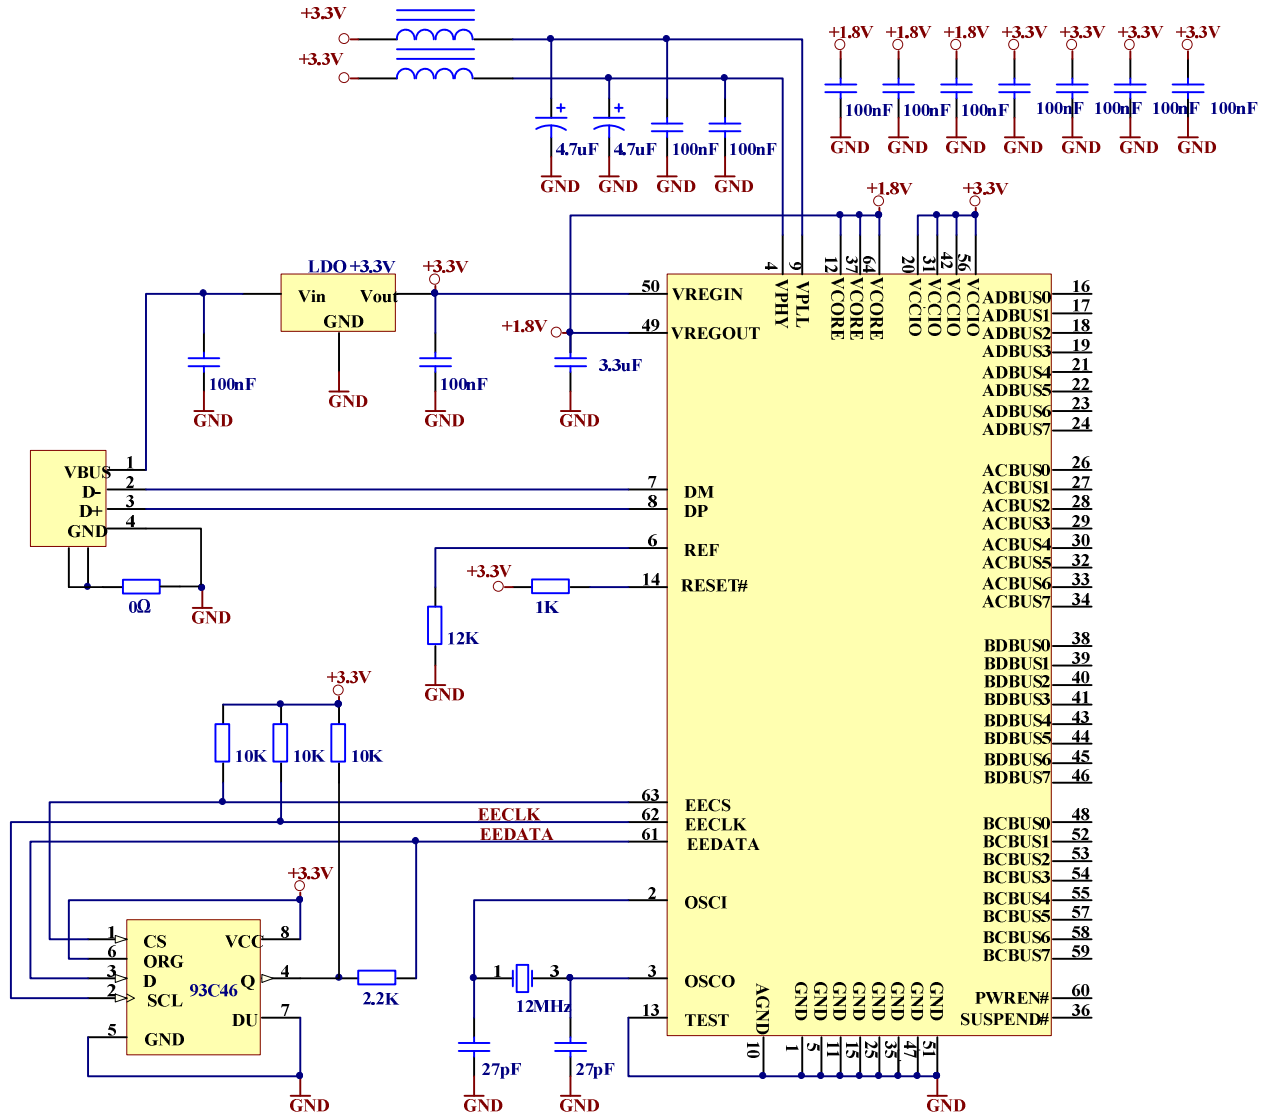 +3.3V
+3.3V
4.7uF 4.7uF 100nF 100nF
GND GND GND GND
+1.8V +1.8V +1.8V +3.3V +3.3V +3.3V +3.3V
100nF 100nF 100nF 100nF 100nF 100nF 100nF
GND GND GND GND GND GND GND
+1.8V +3.3V
LDO +3.3V
Vin Vout
GND
+3.3V
100nF
GND
GND
100nF
GND
+1.8V
3.3uF
GND
VBUS 1
D- 2
D+ 3
GND 4
0Ω
GND
+3.3V
1K
12K
GND
+3.3V
10K 10K 10K
EECLK
EEDATA
+3.3V
1 CS
6 ORG
3 D
2 SCL
5 GND
93C46
VCC 8
Q 4
DU 7
2.2K
GND
1 3
12MHz
27pF 27pF
GND GND
50 VREGIN
49 VREGOUT
7 DM
8 DP
6 REF
14 RESET#
63 EECS
62 EECLK
61 EEDATA
2 OSCI
3 OSCO
13 TEST
4 VPHY
9 VPLL
12 VCORE
37 VCORE
64 VCORE
20 VCCIO
31 VCCIO
42 VCCIO
56 VCCIO
ADBUS0 16
ADBUS1 17
ADBUS2 18
ADBUS3 19
ADBUS4 21
ADBUS5 22
ADBUS6 23
ADBUS7 24
ACBUS0 26
ACBUS1 27
ACBUS2 28
ACBUS3 29
ACBUS4 30
ACBUS5 32
ACBUS6 33
ACBUS7 34
BDBUS0 38
BDBUS1 39
BDBUS2 40
BDBUS3 41
BDBUS4 43
BDBUS5 44
BDBUS6 45
BDBUS7 46
BCBUS0 48
BCBUS1 52
BCBUS2 53
BCBUS3 54
BCBUS4 55
BCBUS5 57
BCBUS6 58
BCBUS7 59
PWREN# 60
SUSPEND# 36
AGND 10
GND 1
GND 5
GND 11
GND 15
GND 25
GND 35
GND 47
GND 51
GND